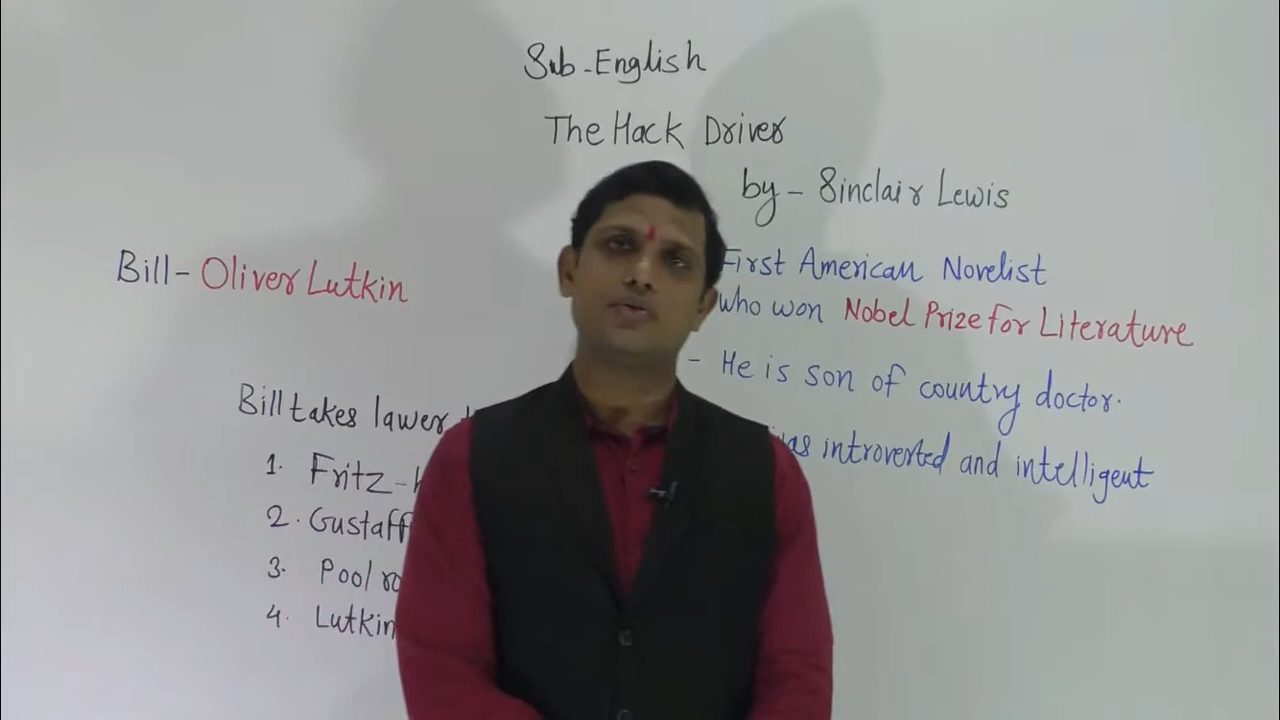 Sub-English
The Hack Driver
by - Sinclair Lewis
Bill - Oliver Lutkin
First American Novelist
who won Nobel Prize for Literature
- He is son of country doctor.
Bill takes lawer
introverted and intelligent
1. Fritz -
2. Gustaff
3. Pool
4. Lutkin